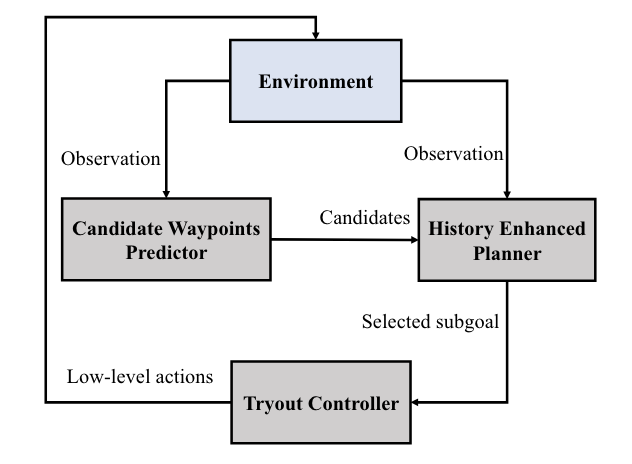 Environment
Observation
Observation
Candidate Waypoints
Predictor
Candidates
History Enhanced
Planner
Selected subgoal
Low-level actions
Tryout Controller